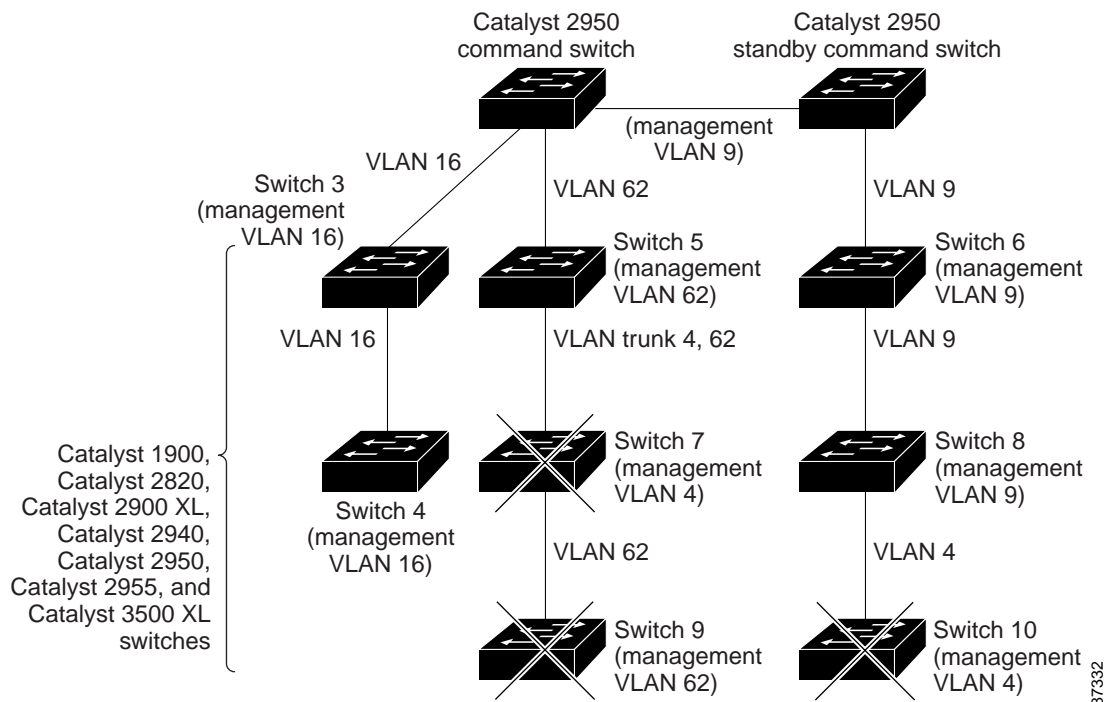 Catalyst 2950
command switch
Catalyst 2950
standby command switch
(management
VLAN 9)
VLAN 16
Switch 3
(management
VLAN 16)
VLAN 62
VLAN 9
Switch 5
(management
VLAN 62)
Switch 6
(management
VLAN 9)
VLAN 16
VLAN trunk 4, 62
VLAN 9
Catalyst 1900,
Catalyst 2820,
Catalyst 2900 XL,
Catalyst 2940,
Catalyst 2950,
Catalyst 2955, and
Catalyst 3500 XL
switches
Switch 4
(management
VLAN 16)
Switch 7
(management
VLAN 4)
Switch 8
(management
VLAN 9)
VLAN 62
VLAN 4
Switch 9
(management
VLAN 62)
Switch 10
(management
VLAN 4)